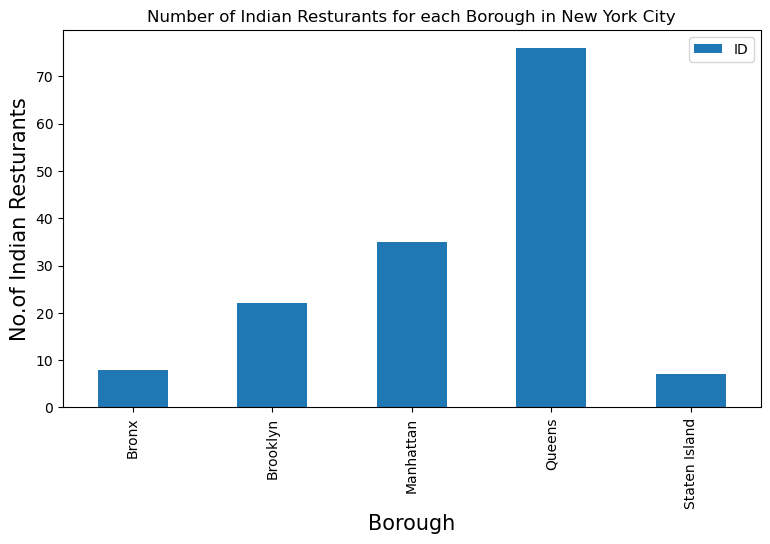 Number of Indian Resturants for each Borough in New York City
ID
No.of Indian Resturants
70
60
50
40
30
20
10
0
Bronx
Brooklyn
Manhattan
Queens
Staten Island
Borough